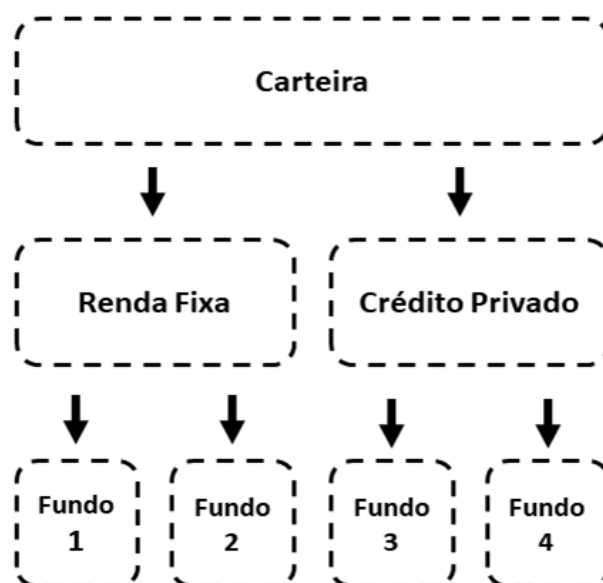 Carteira
Renda Fixa
Crédito Privado
Fundo
1
Fundo
2
Fundo
3
Fundo
4